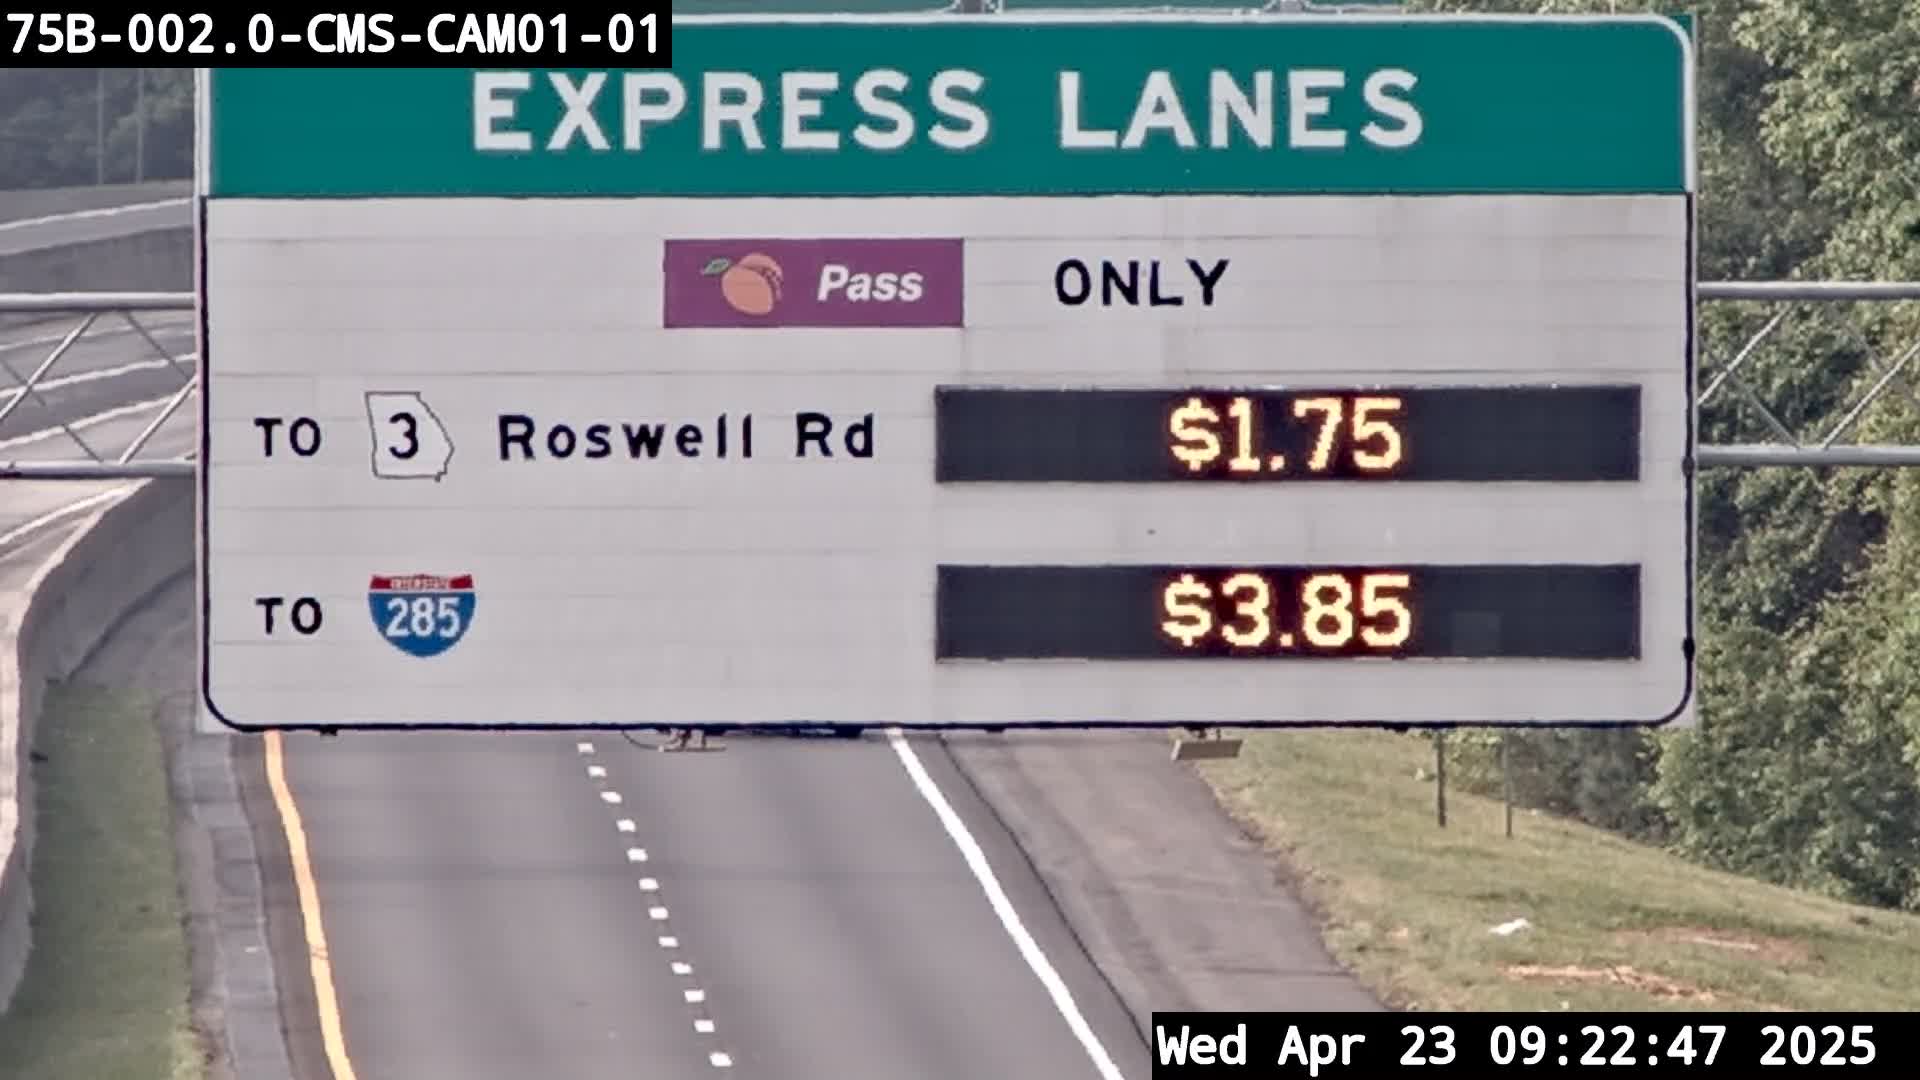 75B-002.0-CMS-CAM01-01
EXPRESS LANES
Pass ONLY
TO 3 Roswell Rd $1.75
INTERSTATE
TO 285 $3.85
Wed Apr 23 09:22:47 2025